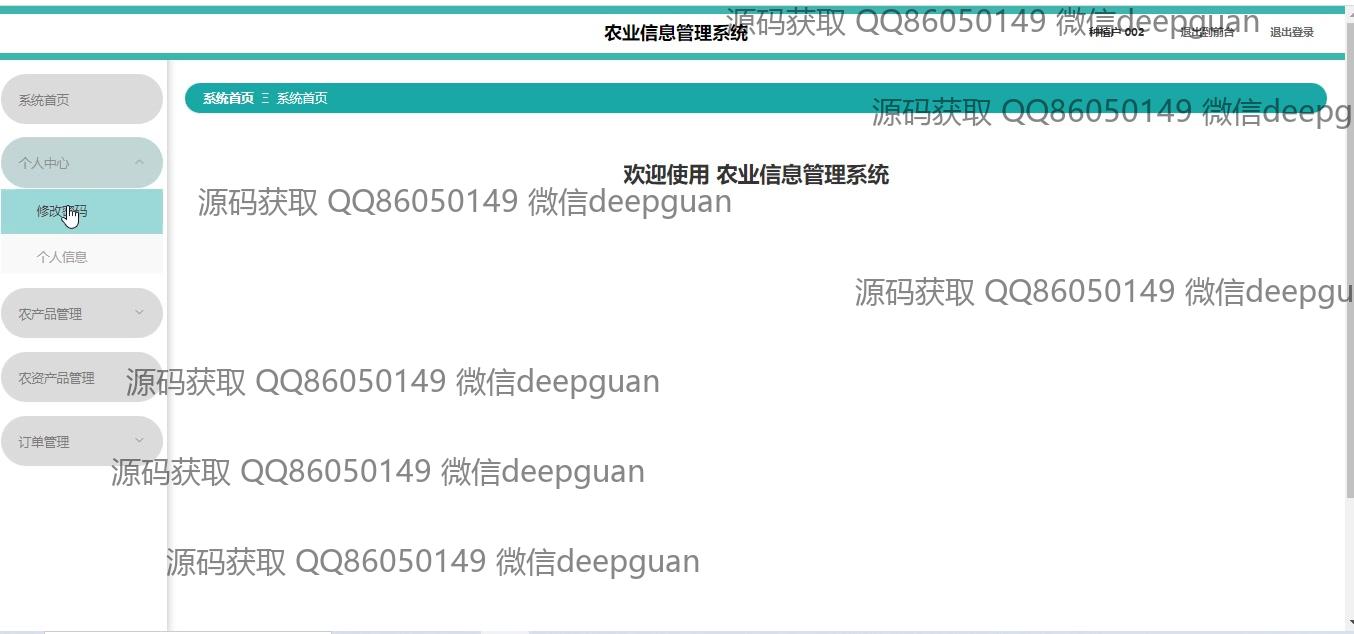 源码获取 QQ86050149 微信deepguan
农业信息管理系统
种植户 002
退出到前台
退出登录
系统首页
系统首页 Ξ 系统首页
源码获取 QQ86050149 微信deepg
个人中心
欢迎使用 农业信息管理系统
源码获取 QQ86050149 微信deepguan
修改密码
个人信息
源码获取 QQ86050149 微信deepgu
农产品管理
农资产品管理
源码获取 QQ86050149 微信deepguan
订单管理
源码获取 QQ86050149 微信deepguan
源码获取 QQ86050149 微信deepguan